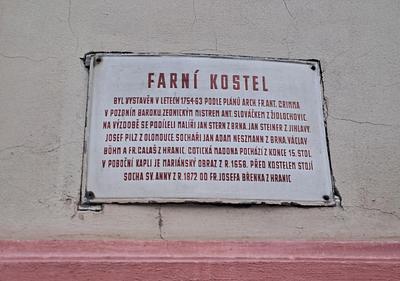 FARNÍ KOSTEL
BYL VYSTAVĚN V LETECH 1754-63 PODLE PLÁNŮ ARCH. FR. ANT. GRIMMA
V POZDNÍM BAROKU ZEDNICKÝM MISTREM ANT. SLOVÁČKEM Z ŽIDLOCHOVIC.
NA VÝZDOBĚ SE PODÍLELI MALÍŘI JAN STERN Z BRNA, JAN STEINER Z JIHLAVY,
JOSEF PILZ Z OLOMOUCE, SOCHAŘI JAN ADAM NESZMANN Z BRNA, VÁCLAV
BÖHM A FR. CALAŠ Z HRANIC. GOTICKÁ MADONA POCHÁZÍ Z KONCE 15. STOL.
V POBOČNÍ KAPLI JE MARIÁNSKÝ OBRAZ Z R. 1658. PŘED KOSTELEM STOJÍ
SOCHA SV. ANNY Z R. 1872 OD FR. JOSEFA BŘENKA Z HRANIC